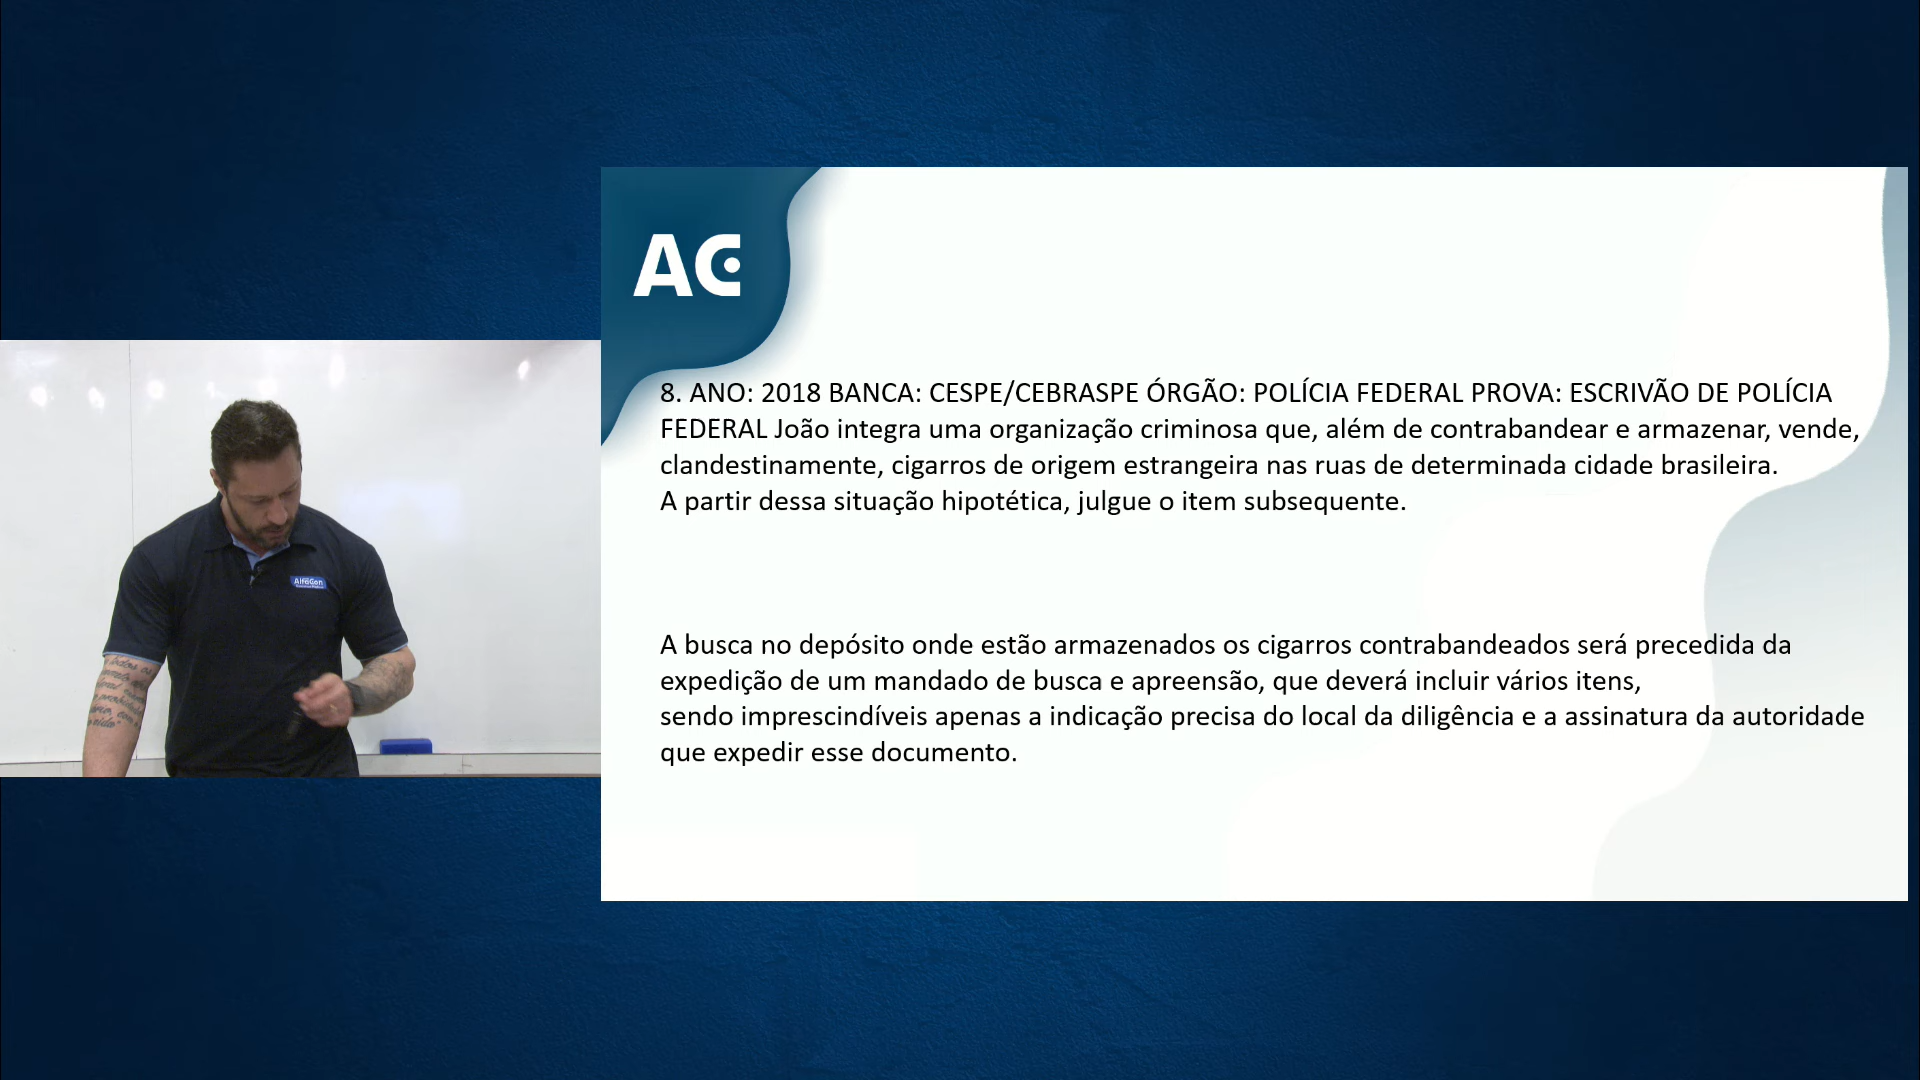 AC
8. ANO: 2018 BANCA: CESPE/CEBRASPE ÓRGÃO: POLÍCIA FEDERAL PROVA: ESCRIVÃO DE POLÍCIA
FEDERAL João integra uma organização criminosa que, além de contrabandear e armazenar, vende,
clandestinamente, cigarros de origem estrangeira nas ruas de determinada cidade brasileira.
A partir dessa situação hipotética, julgue o item subsequente.
AlfaCon
A busca no depósito onde estão armazenados os cigarros contrabandeados será precedida da
expedição de um mandado de busca e apreensão, que deverá incluir vários itens,
sendo imprescindíveis apenas a indicação precisa do local da diligência e a assinatura da autoridade
que expedir esse documento.